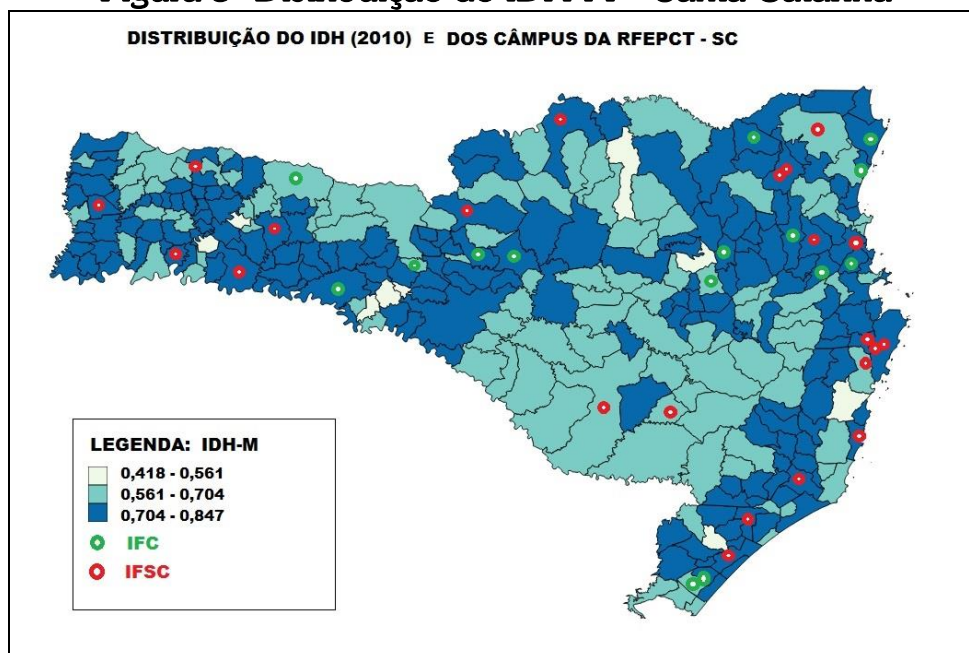 DISTRIBUIÇÃO DO IDH (2010) E DOS CÂMPUS DA RFEPCT - SC
LEGENDA: IDH-M
0,418 - 0,561
0,561 - 0,704
0,704 - 0,847
IFC
IFSC